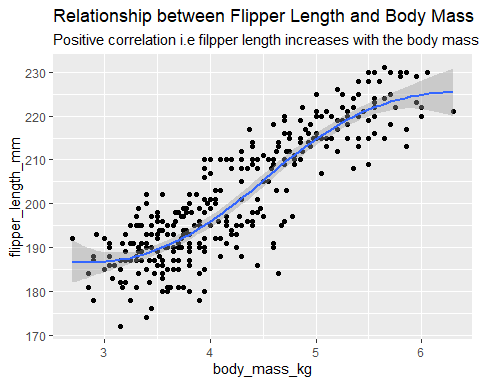 Relationship between Flipper Length and Body Mass
Positive correlation i.e filpper length increases with the body mass
230
220
210
200
190
180
170
flipper_length_mm
3
4
5
6
body_mass_kg